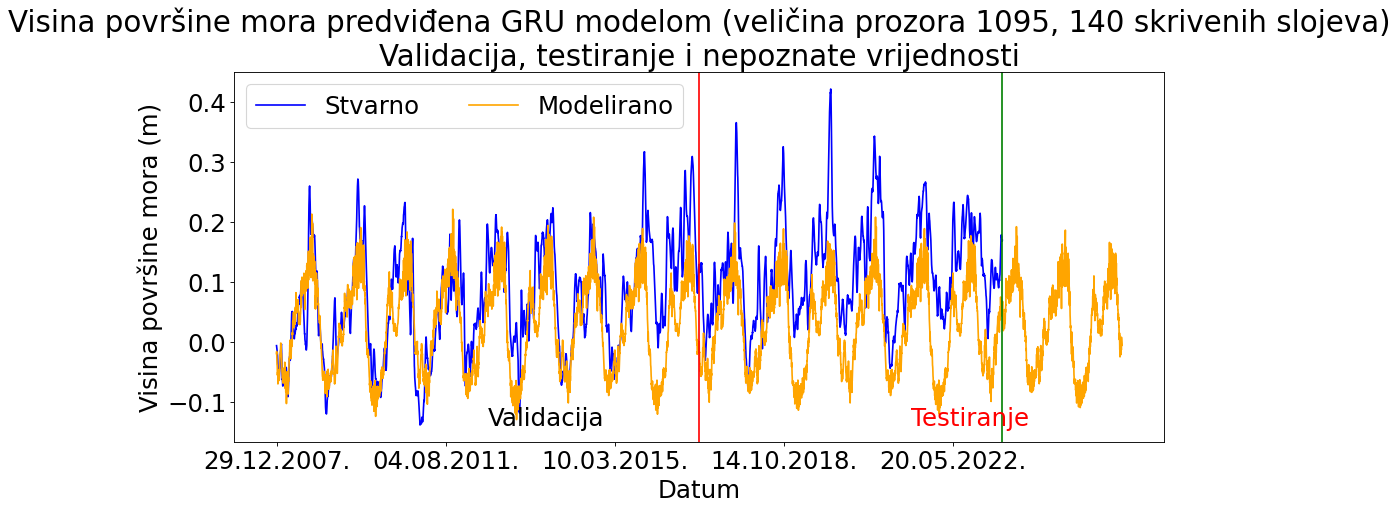 Visina površine mora predviđena GRU modelom (veličina prozora 1095, 140 skrivenih slojeva)
Validacija, testiranje i nepoznate vrijednosti
Stvarno
Modelirano
Visina površine mora (m)
0.4
0.3
0.2
0.1
0.0
−0.1
Validacija
Testiranje
29.12.2007.
04.08.2011.
10.03.2015.
14.10.2018.
20.05.2022.
Datum